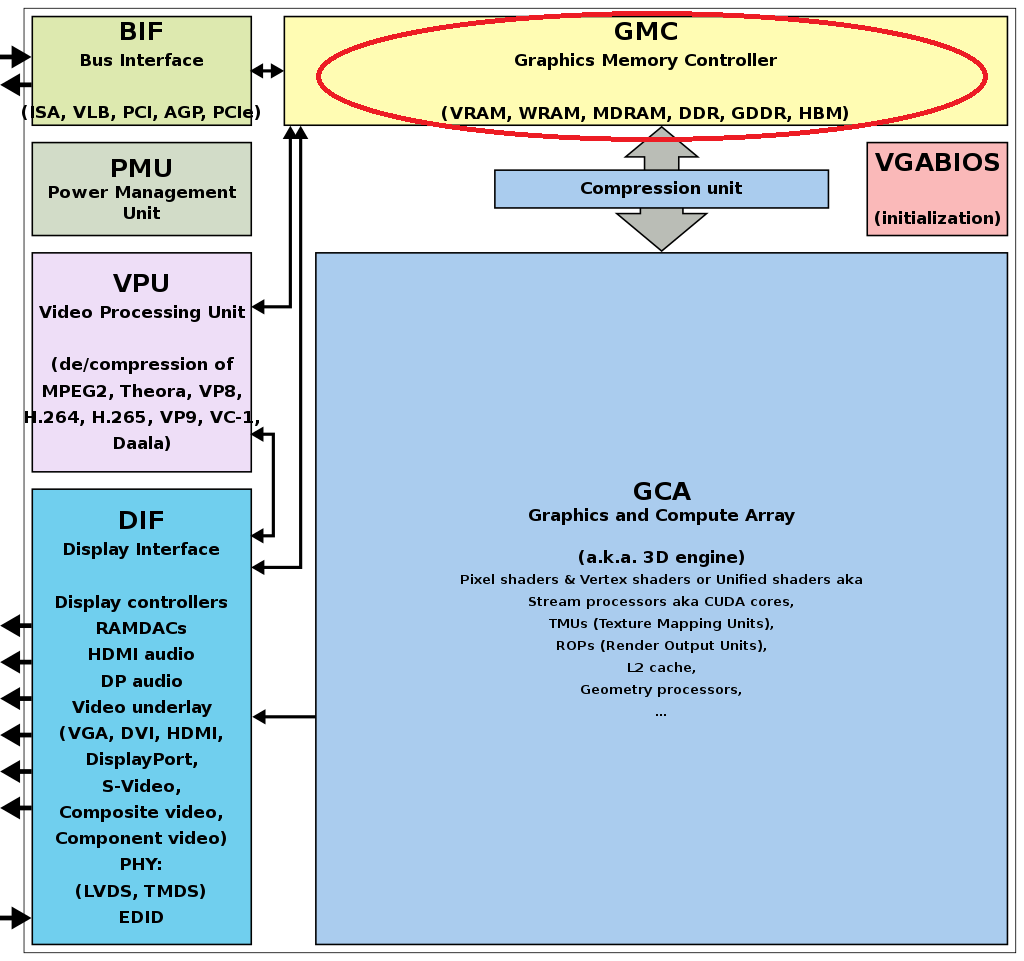 BIF
Bus Interface
(ISA, VLB, PCI, AGP, PCIe)
GMC
Graphics Memory Controller
(VRAM, WRAM, MDRAM, DDR, GDDR, HBM)
PMU
Power Management
Unit
Compression unit
VGABIOS
(initialization)
VPU
Video Processing Unit
(de/compression of
MPEG2, Theora, VP8,
H.264, H.265, VP9, VC-1,
Daala)
DIF
Display Interface
Display controllers
RAMDACs
HDMI audio
DP audio
Video underlay
(VGA, DVI, HDMI,
DisplayPort,
S-Video,
Composite video,
Component video)
PHY:
(LVDS, TMDS)
EDID
GCA
Graphics and Compute Array
(a.k.a. 3D engine)
Pixel shaders & Vertex shaders or Unified shaders aka
Stream processors aka CUDA cores,
TMUs (Texture Mapping Units),
ROPs (Render Output Units),
L2 cache,
Geometry processors,
...